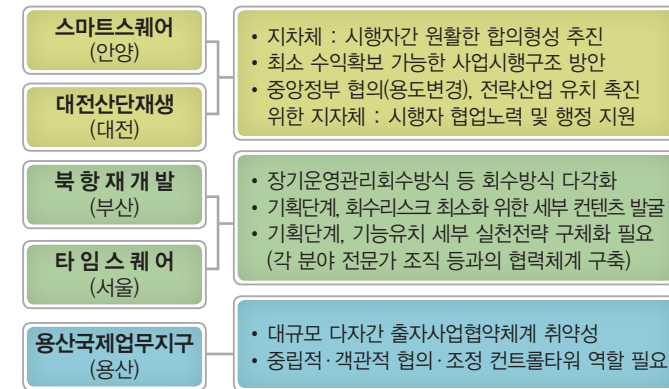 스마트스퀘어
(안양)
• 지차체 : 시행자간 원활한 합의형성 추진
• 최소 수익확보 가능한 사업시행구조 방안
• 중앙정부 협의(용도변경), 전략산업 유치 촉진
위한 지자체 : 시행자 협업노력 및 행정 지원
대전산단재생
(대전)
북항재개발
(부산)
• 장기운영관리회수방식 등 회수방식 다각화
• 기획단계, 회수리스크 최소화 위한 세부 컨텐츠 발굴
• 기획단계, 기능유치 세부 실천전략 구체화 필요
(각 분야 전문가 조직 등과의 협력체계 구축)
타임스퀘어
(서울)
용산국제업무지구
(용산)
• 대규모 다자간 출자사업협약체계 취약성
• 중립적·객관적 협의·조정 컨트롤타워 역할 필요